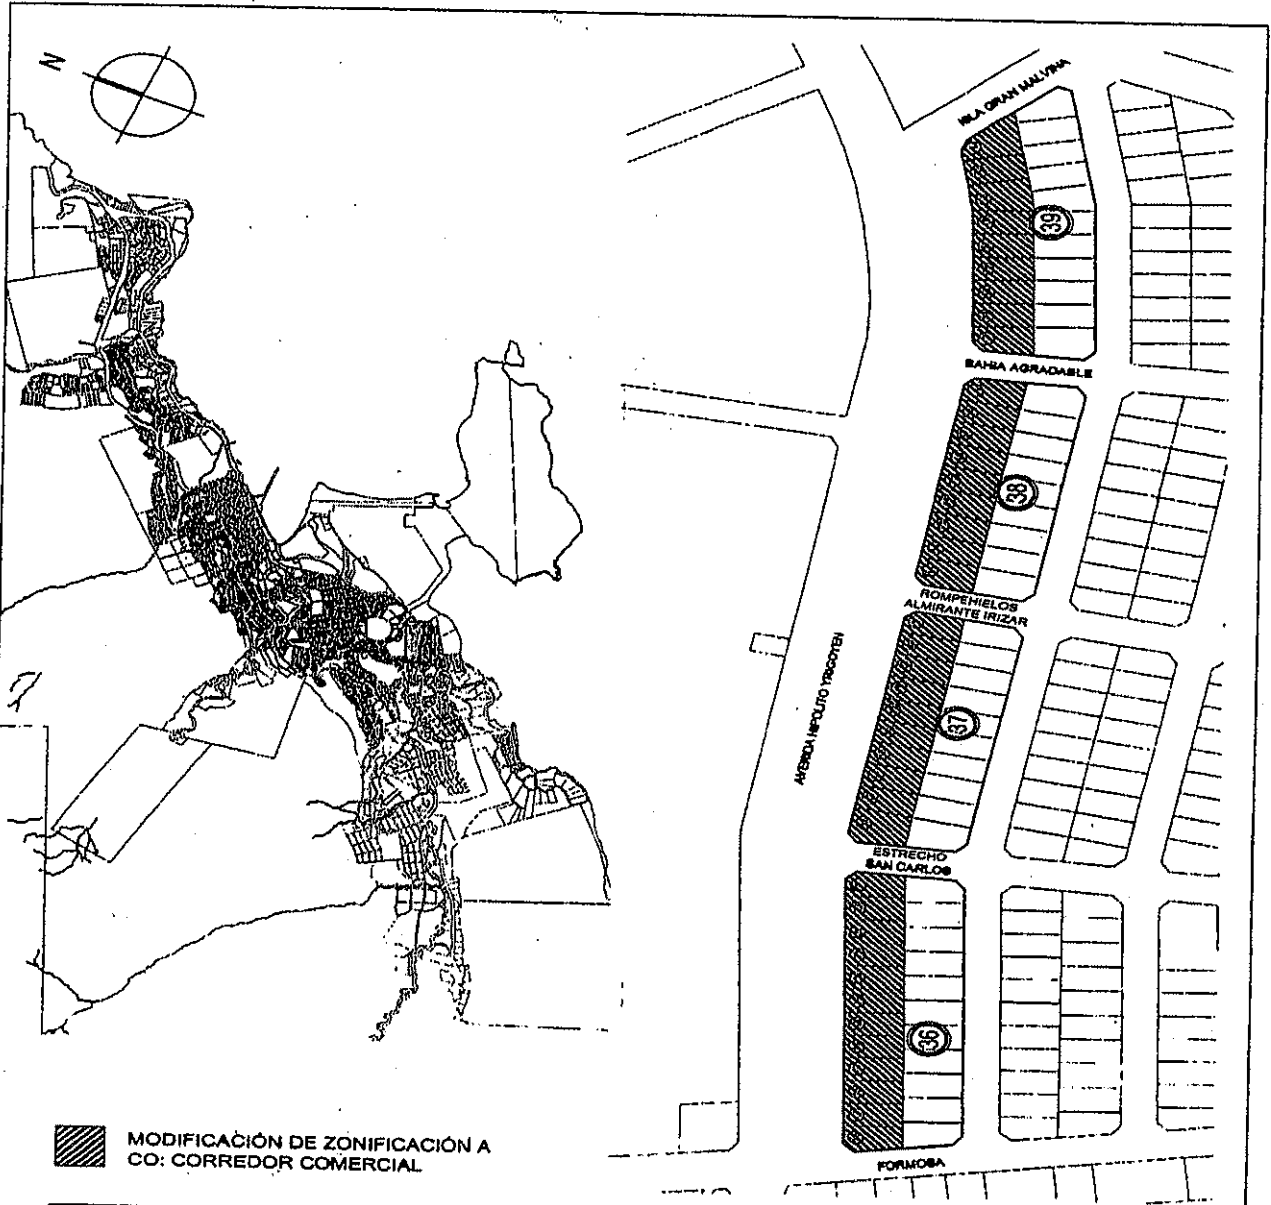 N
ISLA GRAN MALVINA
39
BAHIA AGRADABLE
38
ROMPEHIELOS
ALMIRANTE IRIZAR
AVENIDA HIPOLITO YRIGOYEN
37
ESTRECHO
SAN CARLOS
36
FORMOSA
MODIFICACIÓN DE ZONIFICACIÓN A
CO: CORREDOR COMERCIAL